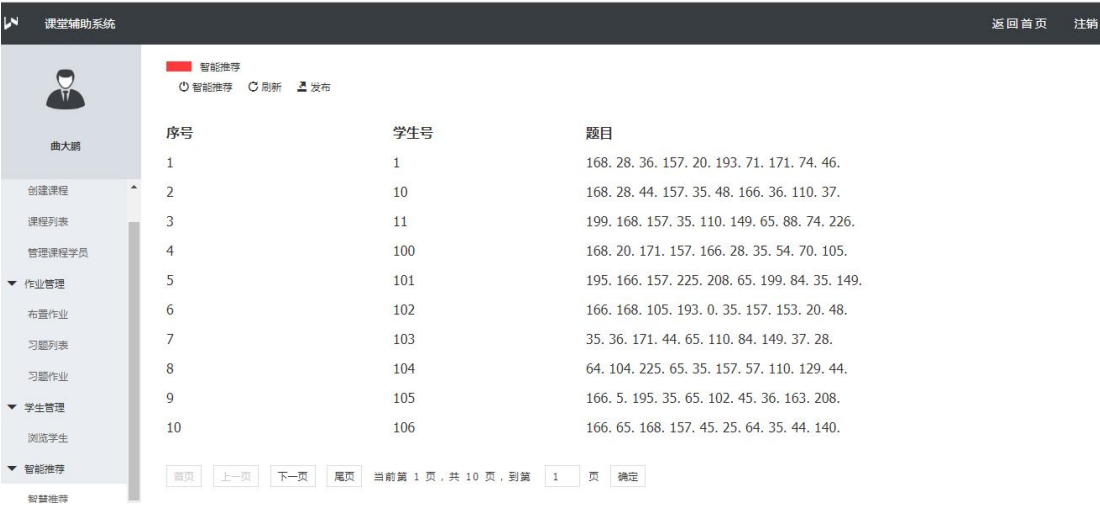 课堂辅助系统 返回首页 注销
曲大鹏
创建课程
课程列表
管理课程学员
作业管理
布置作业
习题列表
习题作业
学生管理
浏览学生
智能推荐
智慧推荐
智能推荐
智能推荐 刷新 发布
序号 学生号 题目
1 1 168. 28. 36. 157. 20. 193. 71. 171. 74. 46.
2 10 168. 28. 44. 157. 35. 48. 166. 36. 110. 37.
3 11 199. 168. 157. 35. 110. 149. 65. 88. 74. 226.
4 100 168. 20. 171. 157. 166. 28. 35. 54. 70. 105.
5 101 195. 166. 157. 225. 208. 65. 199. 84. 35. 149.
6 102 166. 168. 105. 193. 0. 35. 157. 153. 20. 48.
7 103 35. 36. 171. 44. 65. 110. 84. 149. 37. 28.
8 104 64. 104. 225. 65. 35. 157. 57. 110. 129. 44.
9 105 166. 5. 195. 35. 65. 102. 45. 36. 163. 208.
10 106 166. 65. 168. 157. 45. 25. 64. 35. 44. 140.
首页 上一页 下一页 尾页 当前第 1 页，共 10 页，到第 1 页 确定